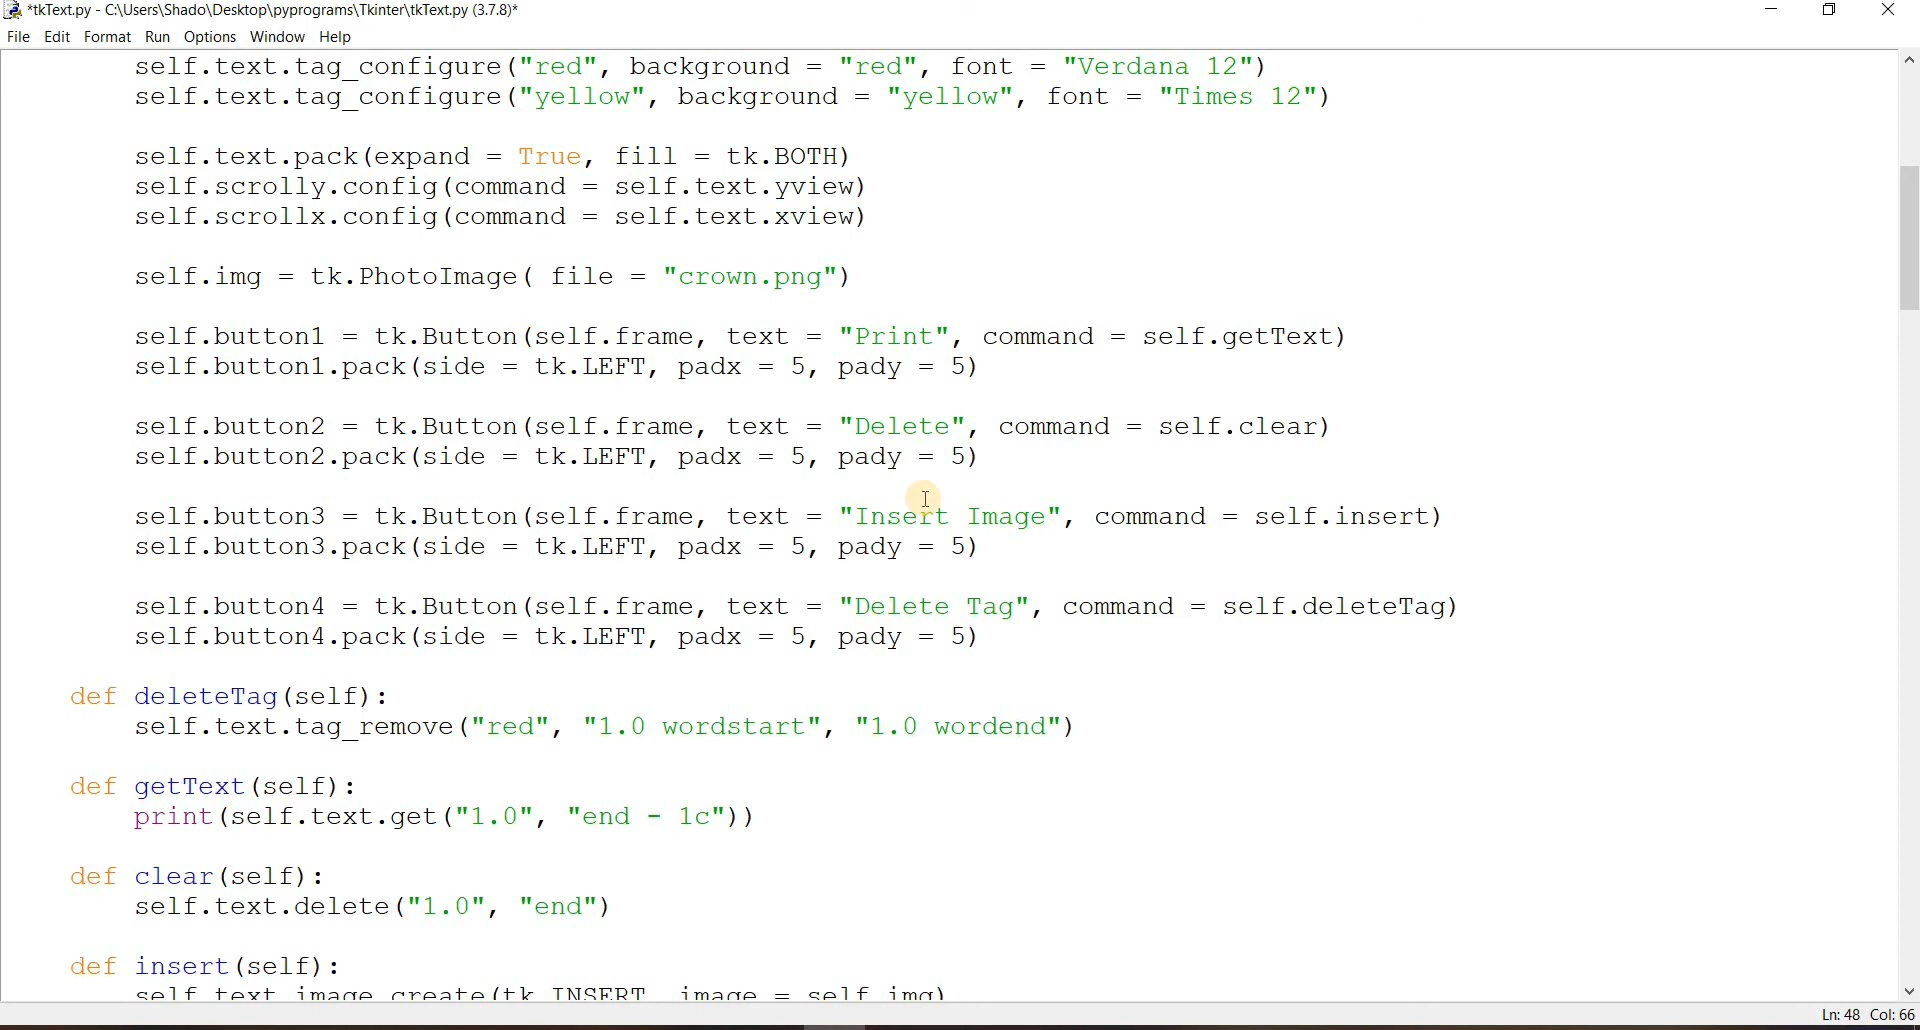 *tkText.py - C:\Users\Shado\Desktop\pyprograms\Tkinter\tkText.py (3.7.8)*
File Edit Format Run Options Window Help
self.text.tag_configure("red", background = "red", font = "Verdana 12")
self.text.tag_configure("yellow", background = "yellow", font = "Times 12")
self.text.pack(expand = True, fill = tk.BOTH)
self.scrolly.config(command = self.text.yview)
self.scrollx.config(command = self.text.xview)
self.img = tk.PhotoImage( file = "crown.png")
self.button1 = tk.Button(self.frame, text = "Print", command = self.getText)
self.button1.pack(side = tk.LEFT, padx = 5, pady = 5)
self.button2 = tk.Button(self.frame, text = "Delete", command = self.clear)
self.button2.pack(side = tk.LEFT, padx = 5, pady = 5)
self.button3 = tk.Button(self.frame, text = "Insert Image", command = self.insert)
self.button3.pack(side = tk.LEFT, padx = 5, pady = 5)
self.button4 = tk.Button(self.frame, text = "Delete Tag", command = self.deleteTag)
self.button4.pack(side = tk.LEFT, padx = 5, pady = 5)
def deleteTag(self):
self.text.tag_remove("red", "1.0 wordstart", "1.0 wordend")
def getText(self):
print(self.text.get("1.0", "end - 1c"))
def clear(self):
self.text.delete("1.0", "end")
def insert(self):
self.text.image_create(tk.INSERT, image = self.img)
Ln: 48 Col: 66